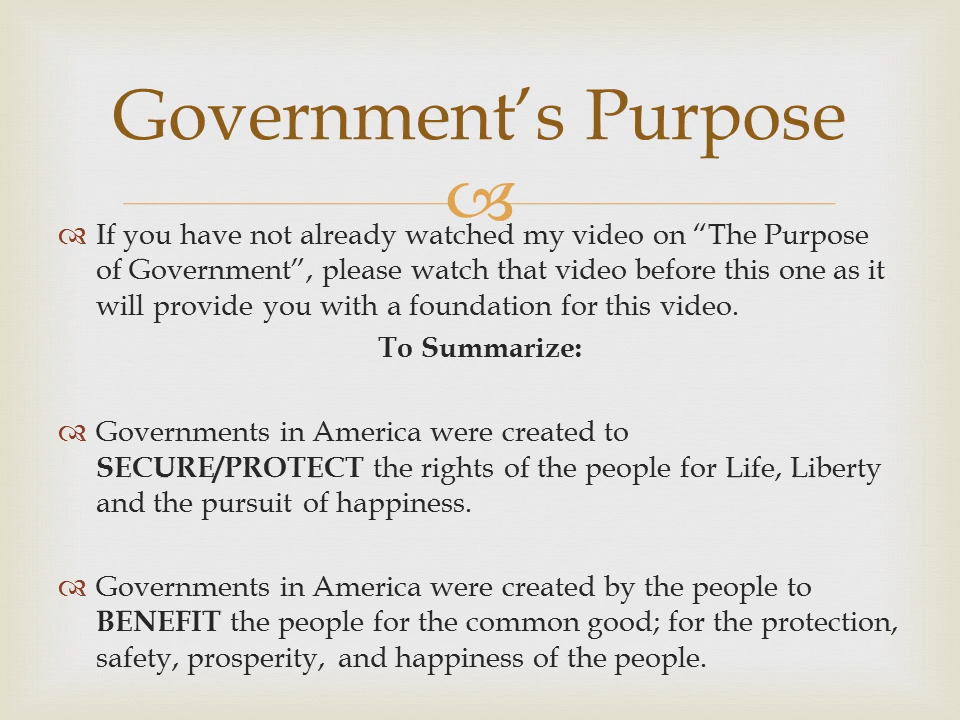 Government’s Purpose
If you have not already watched my video on “The Purpose
of Government”, please watch that video before this one as it
will provide you with a foundation for this video.
To Summarize:
Governments in America were created to
SECURE/PROTECT the rights of the people for Life, Liberty
and the pursuit of happiness.
Governments in America were created by the people to
BENEFIT the people for the common good; for the protection,
safety, prosperity, and happiness of the people.